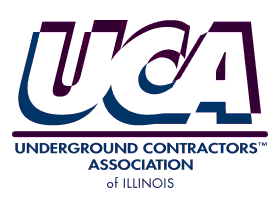 UCA
UNDERGROUND CONTRACTORS™
ASSOCIATION
of ILLINOIS